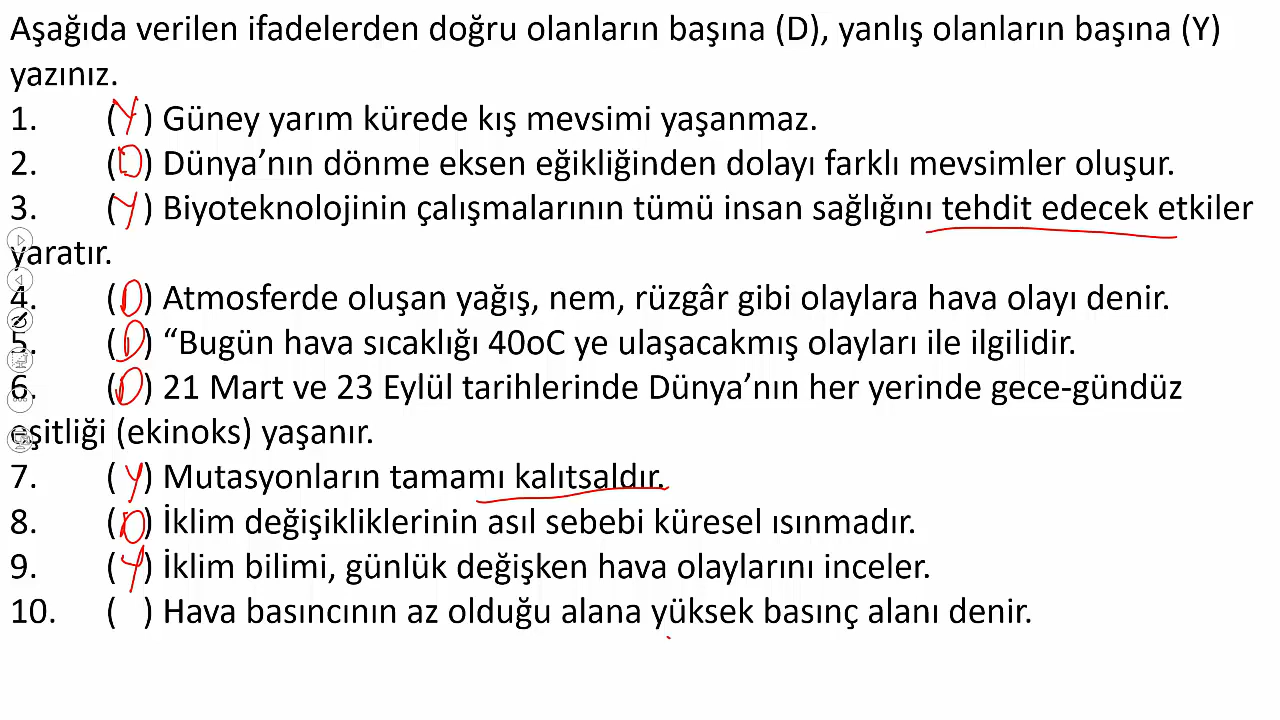 Aşağıda verilen ifadelerden doğru olanların başına (D), yanlış olanların başına (Y)
yazınız.
1. (Y) Güney yarım kürede kış mevsimi yaşanmaz.
2. (D) Dünya’nın dönme eksen eğikliğinden dolayı farklı mevsimler oluşur.
3. (Y) Biyoteknolojinin çalışmalarının tümü insan sağlığını tehdit edecek etkiler
yaratır.
4. (D) Atmosferde oluşan yağış, nem, rüzgâr gibi olaylara hava olayı denir.
5. (D) “Bugün hava sıcaklığı 40oC ye ulaşacakmış olayları ile ilgilidir.
6. (D) 21 Mart ve 23 Eylül tarihlerinde Dünya’nın her yerinde gece-gündüz
eşitliği (ekinoks) yaşanır.
7. (Y) Mutasyonların tamamı kalıtsaldır.
8. (D) İklim değişikliklerinin asıl sebebi küresel ısınmadır.
9. (Y) İklim bilimi, günlük değişken hava olaylarını inceler.
10. ( ) Hava basıncının az olduğu alana yüksek basınç alanı denir.